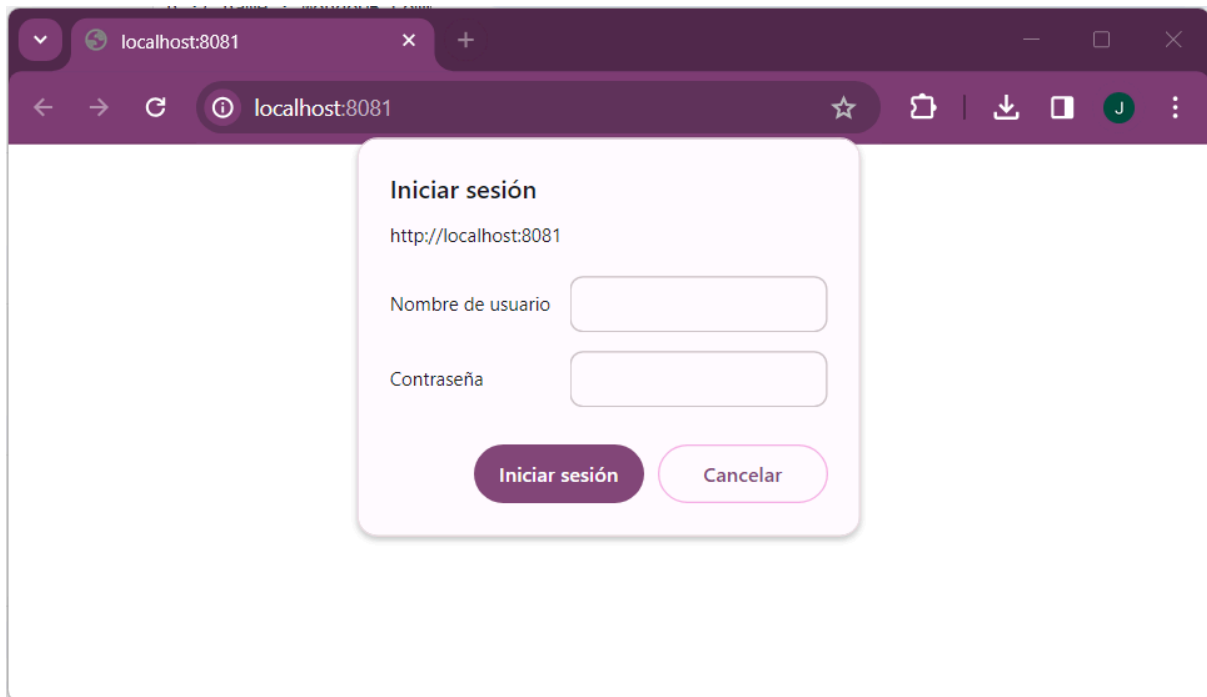 localhost:8081
localhost:8081
J
Iniciar sesión
http://localhost:8081
Nombre de usuario
Contraseña
Iniciar sesión
Cancelar